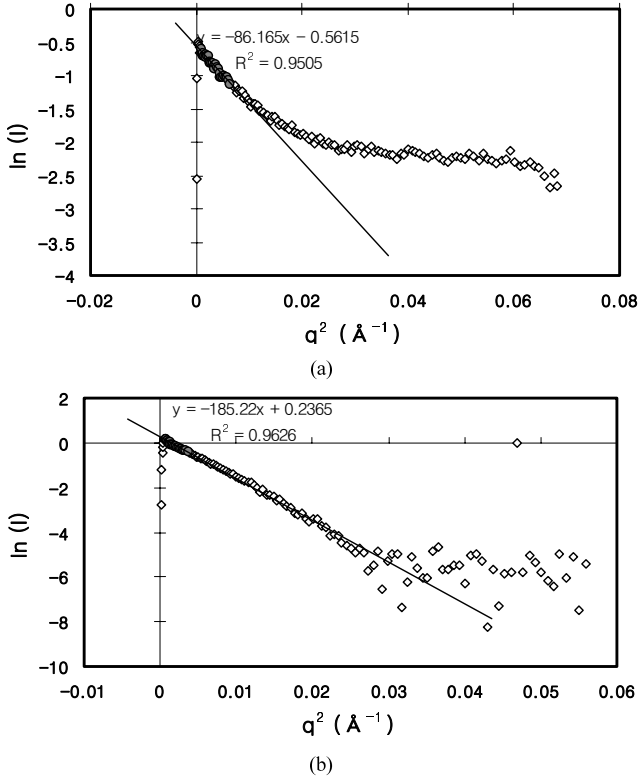 0
y = −86.165x − 0.5615
−0.5
R² = 0.9505
−1
−1.5
ln (I)
−2
−2.5
−3
−3.5
−4
−0.02 0 0.02 0.04 0.06 0.08
q² ( Å⁻¹)
(a)
2
y = −185.22x + 0.2365
R² = 0.9626
0
−2
ln (I)
−4
−6
−8
−10
−0.01 0 0.01 0.02 0.03 0.04 0.05 0.06
q² ( Å⁻¹)
(b)